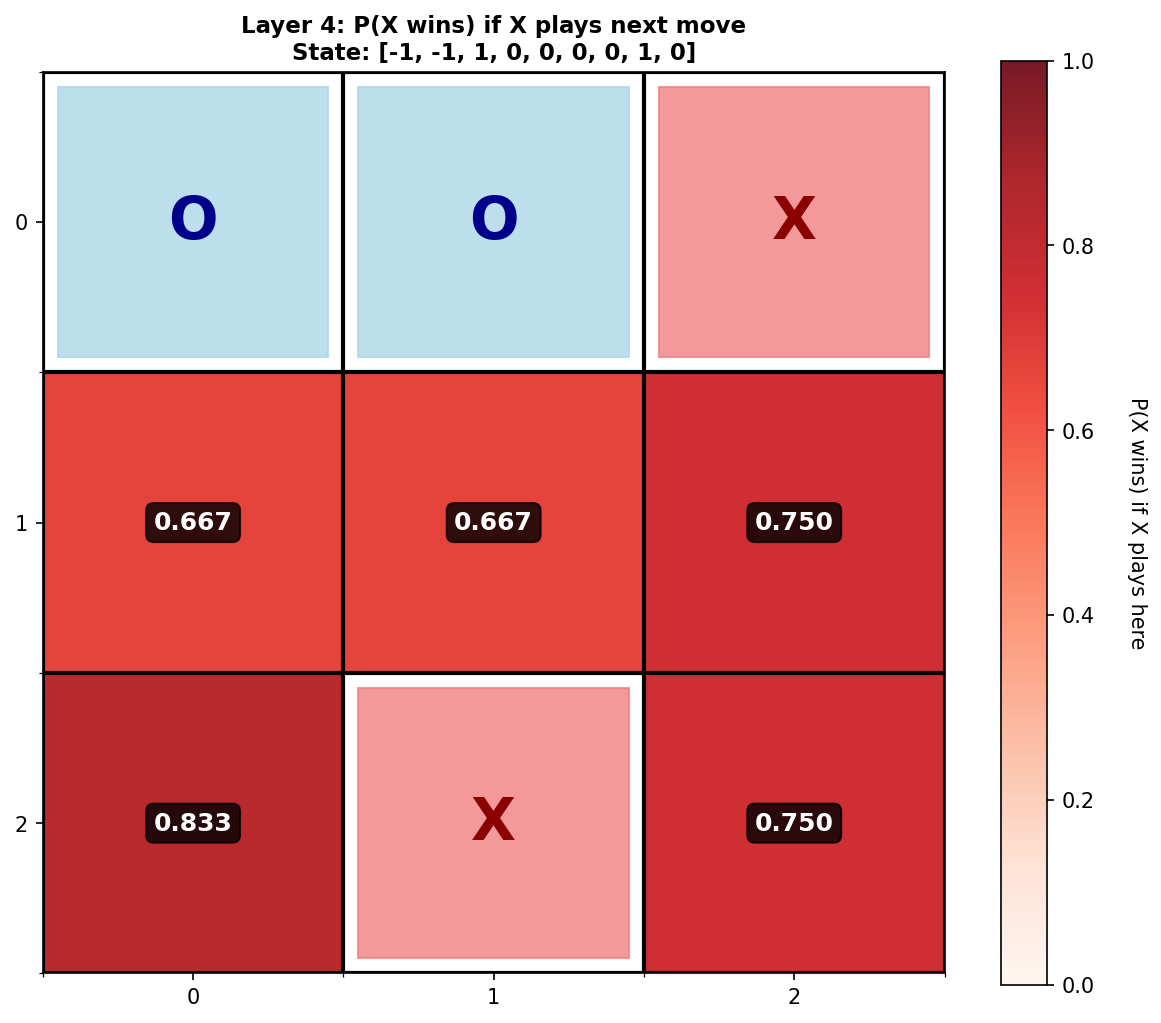 Layer 4: P(X wins) if X plays next move
State: [-1, -1, 1, 0, 0, 0, 0, 1, 0]
0
O
O
X
1
0.667
0.667
0.750
2
0.833
X
0.750
0
1
2
1.0
0.8
0.6
0.4
0.2
0.0
P(X wins) if X plays here